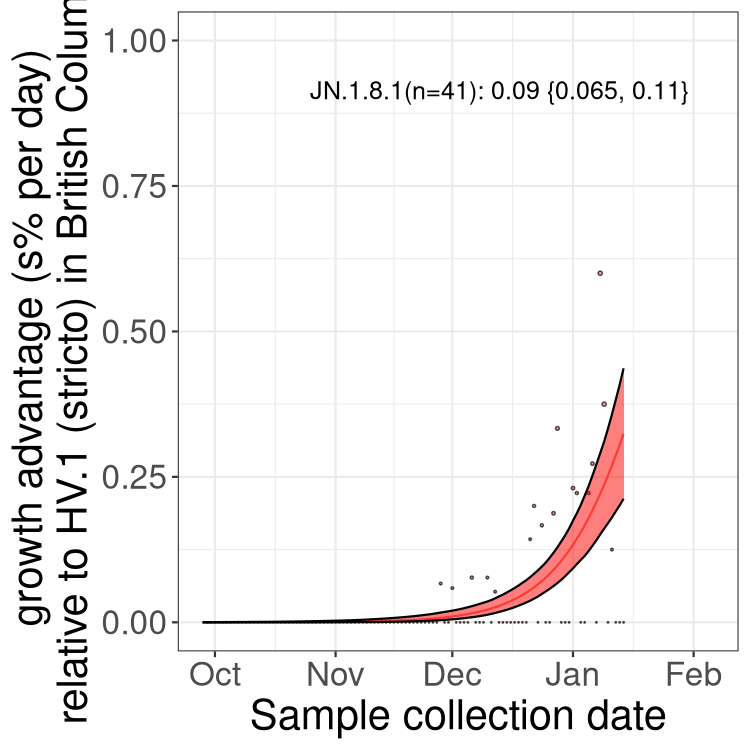 growth advantage (s% per day)
relative to HV.1 (stricto) in British Colum
1.00
0.75
0.50
0.25
0.00
JN.1.8.1(n=41): 0.09 {0.065, 0.11}
Oct Nov Dec Jan Feb
Sample collection date